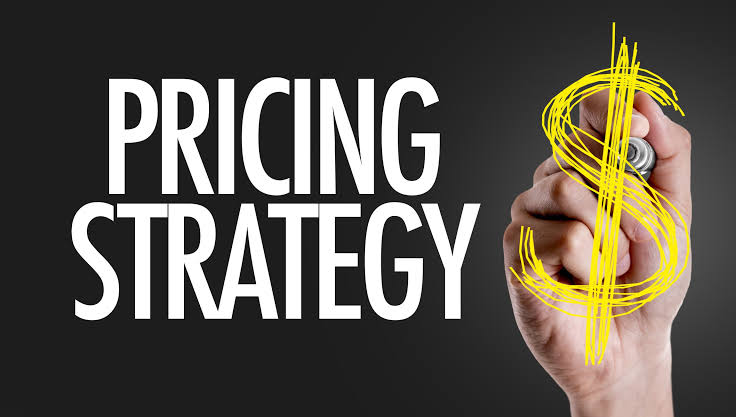 PRICING
STRATEGY
$